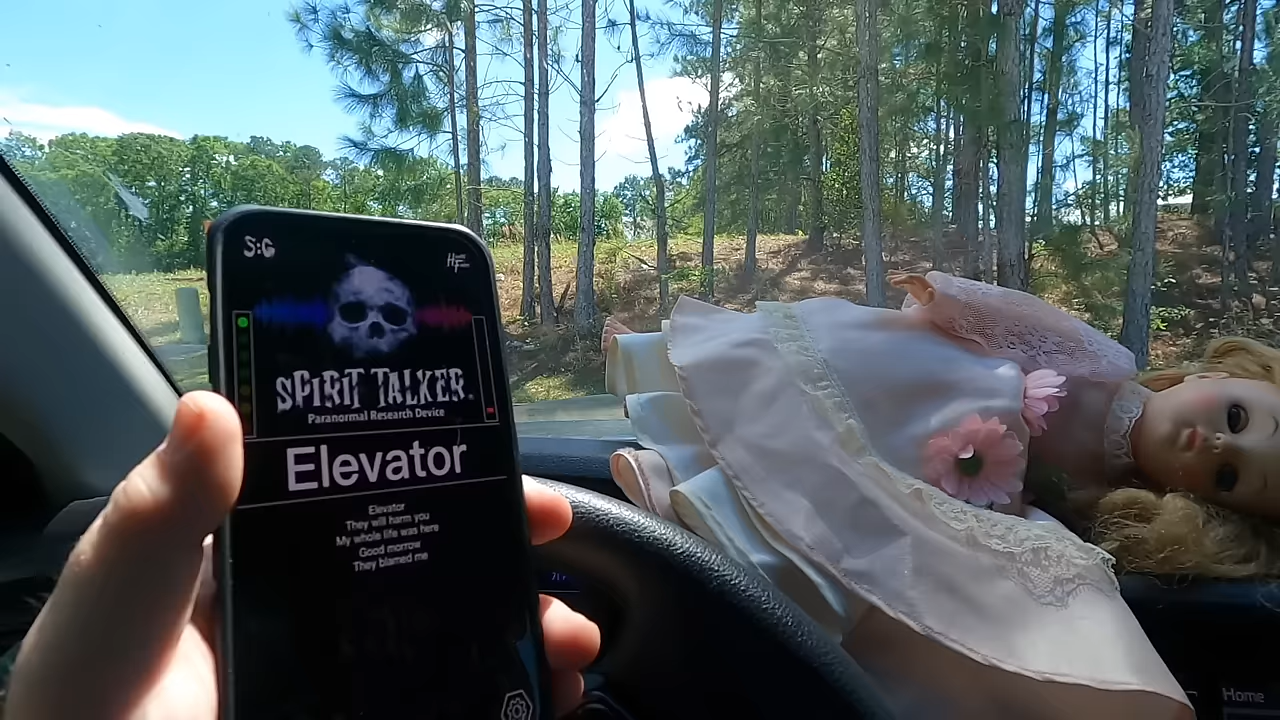 S:G
HF
SPIRIT TALKER®
Paranormal Research Device
Elevator
Elevator
They will harm you
My whole life was here
Good morrow
They blamed me
Home